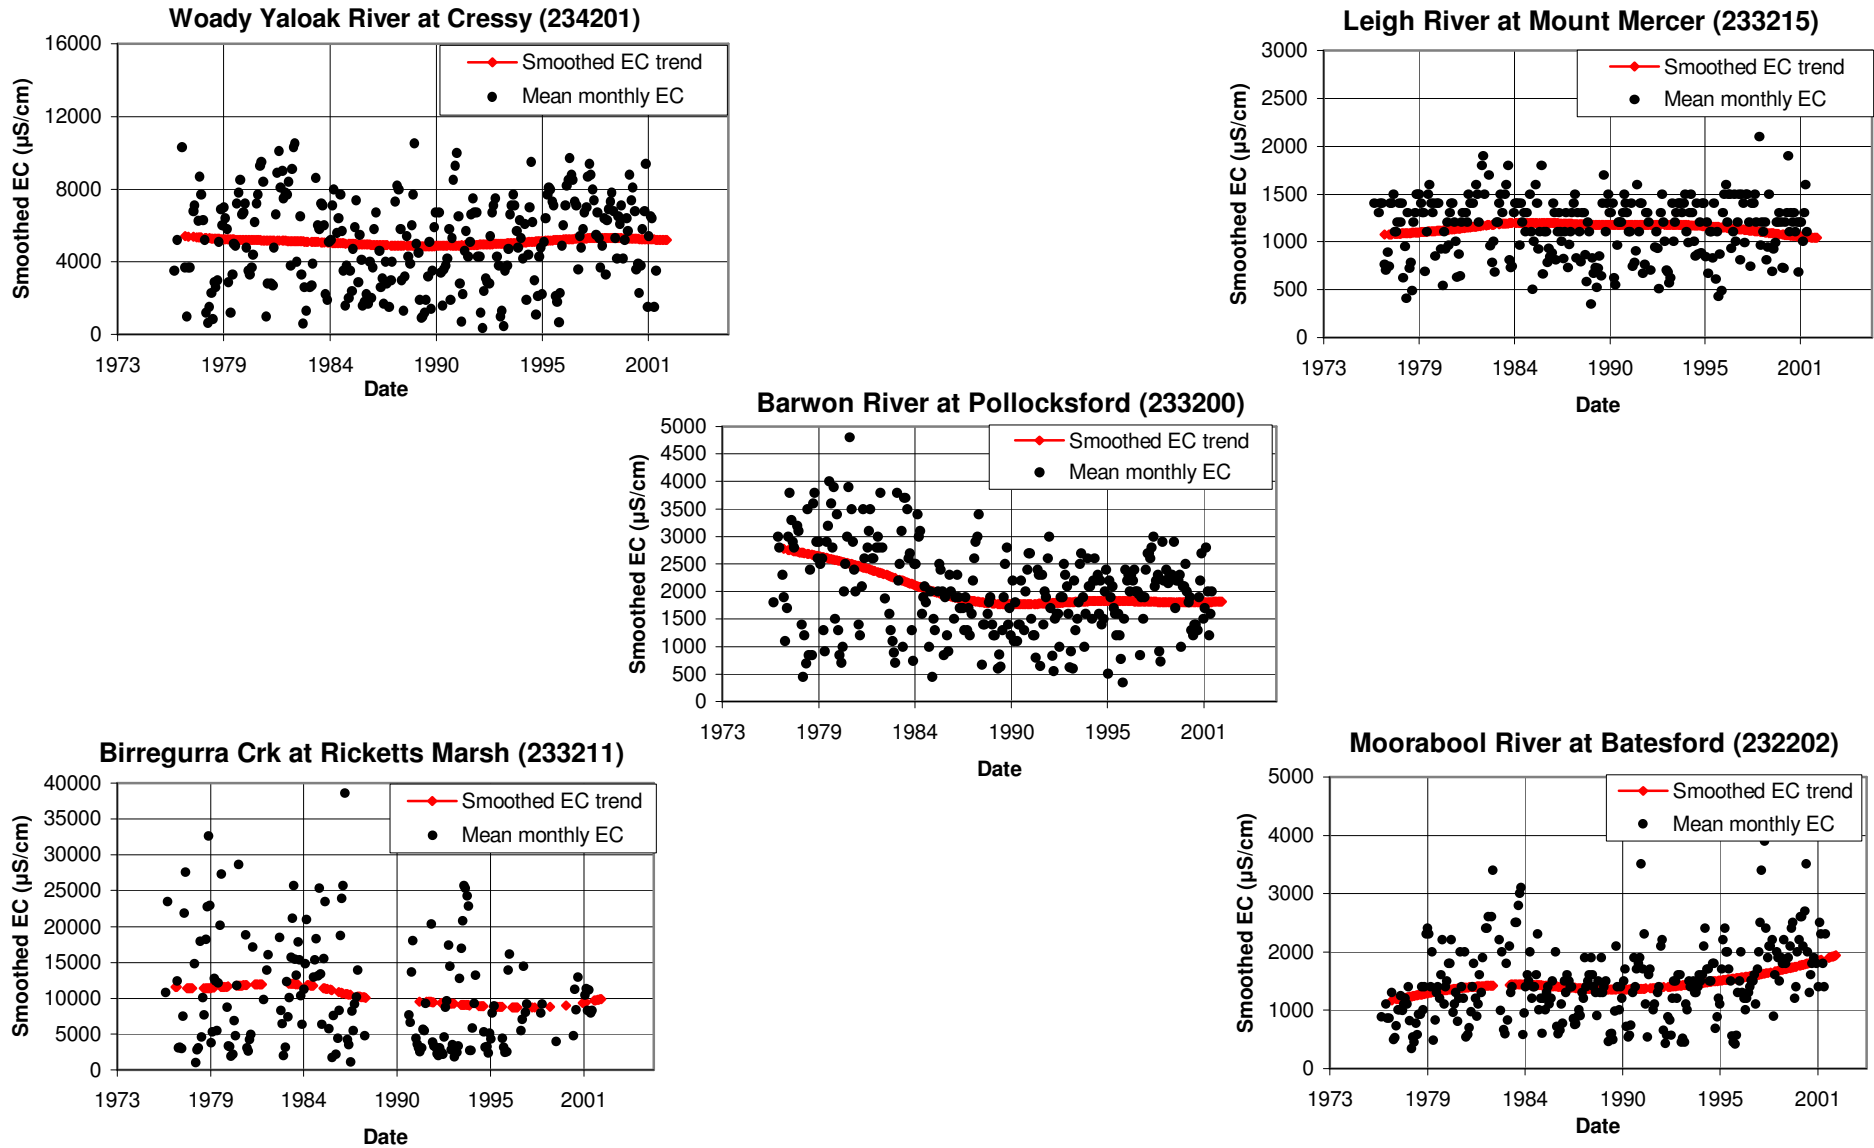 Woady Yaloak River at Cressy (234201)
Smoothed EC (µS/cm)
16000
12000
8000
4000
0
Smoothed EC trend
Mean monthly EC
1973 1979 1984 1990 1995 2001
Date
Leigh River at Mount Mercer (233215)
Smoothed EC (µS/cm)
3000
2500
2000
1500
1000
500
0
Smoothed EC trend
Mean monthly EC
1973 1979 1984 1990 1995 2001
Date
Barwon River at Pollocksford (233200)
Smoothed EC (µS/cm)
5000
4500
4000
3500
3000
2500
2000
1500
1000
500
0
Smoothed EC trend
Mean monthly EC
1973 1979 1984 1990 1995 2001
Date
Birregurra Crk at Ricketts Marsh (233211)
Smoothed EC (µS/cm)
40000
35000
30000
25000
20000
15000
10000
5000
0
Smoothed EC trend
Mean monthly EC
1973 1979 1984 1990 1995 2001
Date
Moorabool River at Batesford (232202)
Smoothed EC (µS/cm)
5000
4000
3000
2000
1000
0
Smoothed EC trend
Mean monthly EC
1973 1979 1984 1990 1995 2001
Date